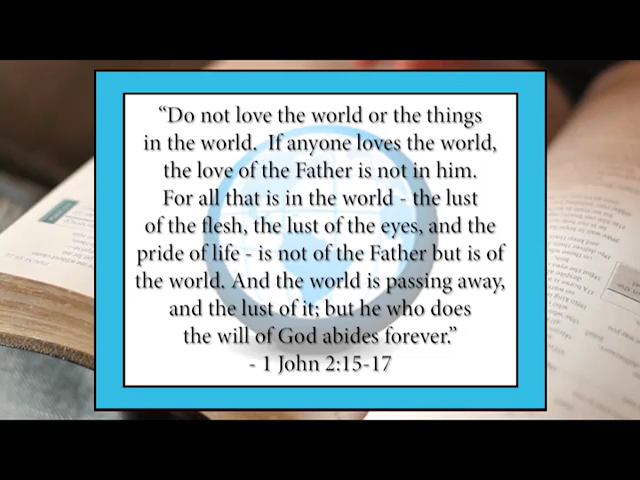 “Do not love the world or the things
in the world.  If anyone loves the world,
the love of the Father is not in him.
For all that is in the world - the lust
of the flesh, the lust of the eyes, and the
pride of life - is not of the Father but is of
the world. And the world is passing away,
and the lust of it; but he who does
the will of God abides forever.”
- 1 John 2:15-17